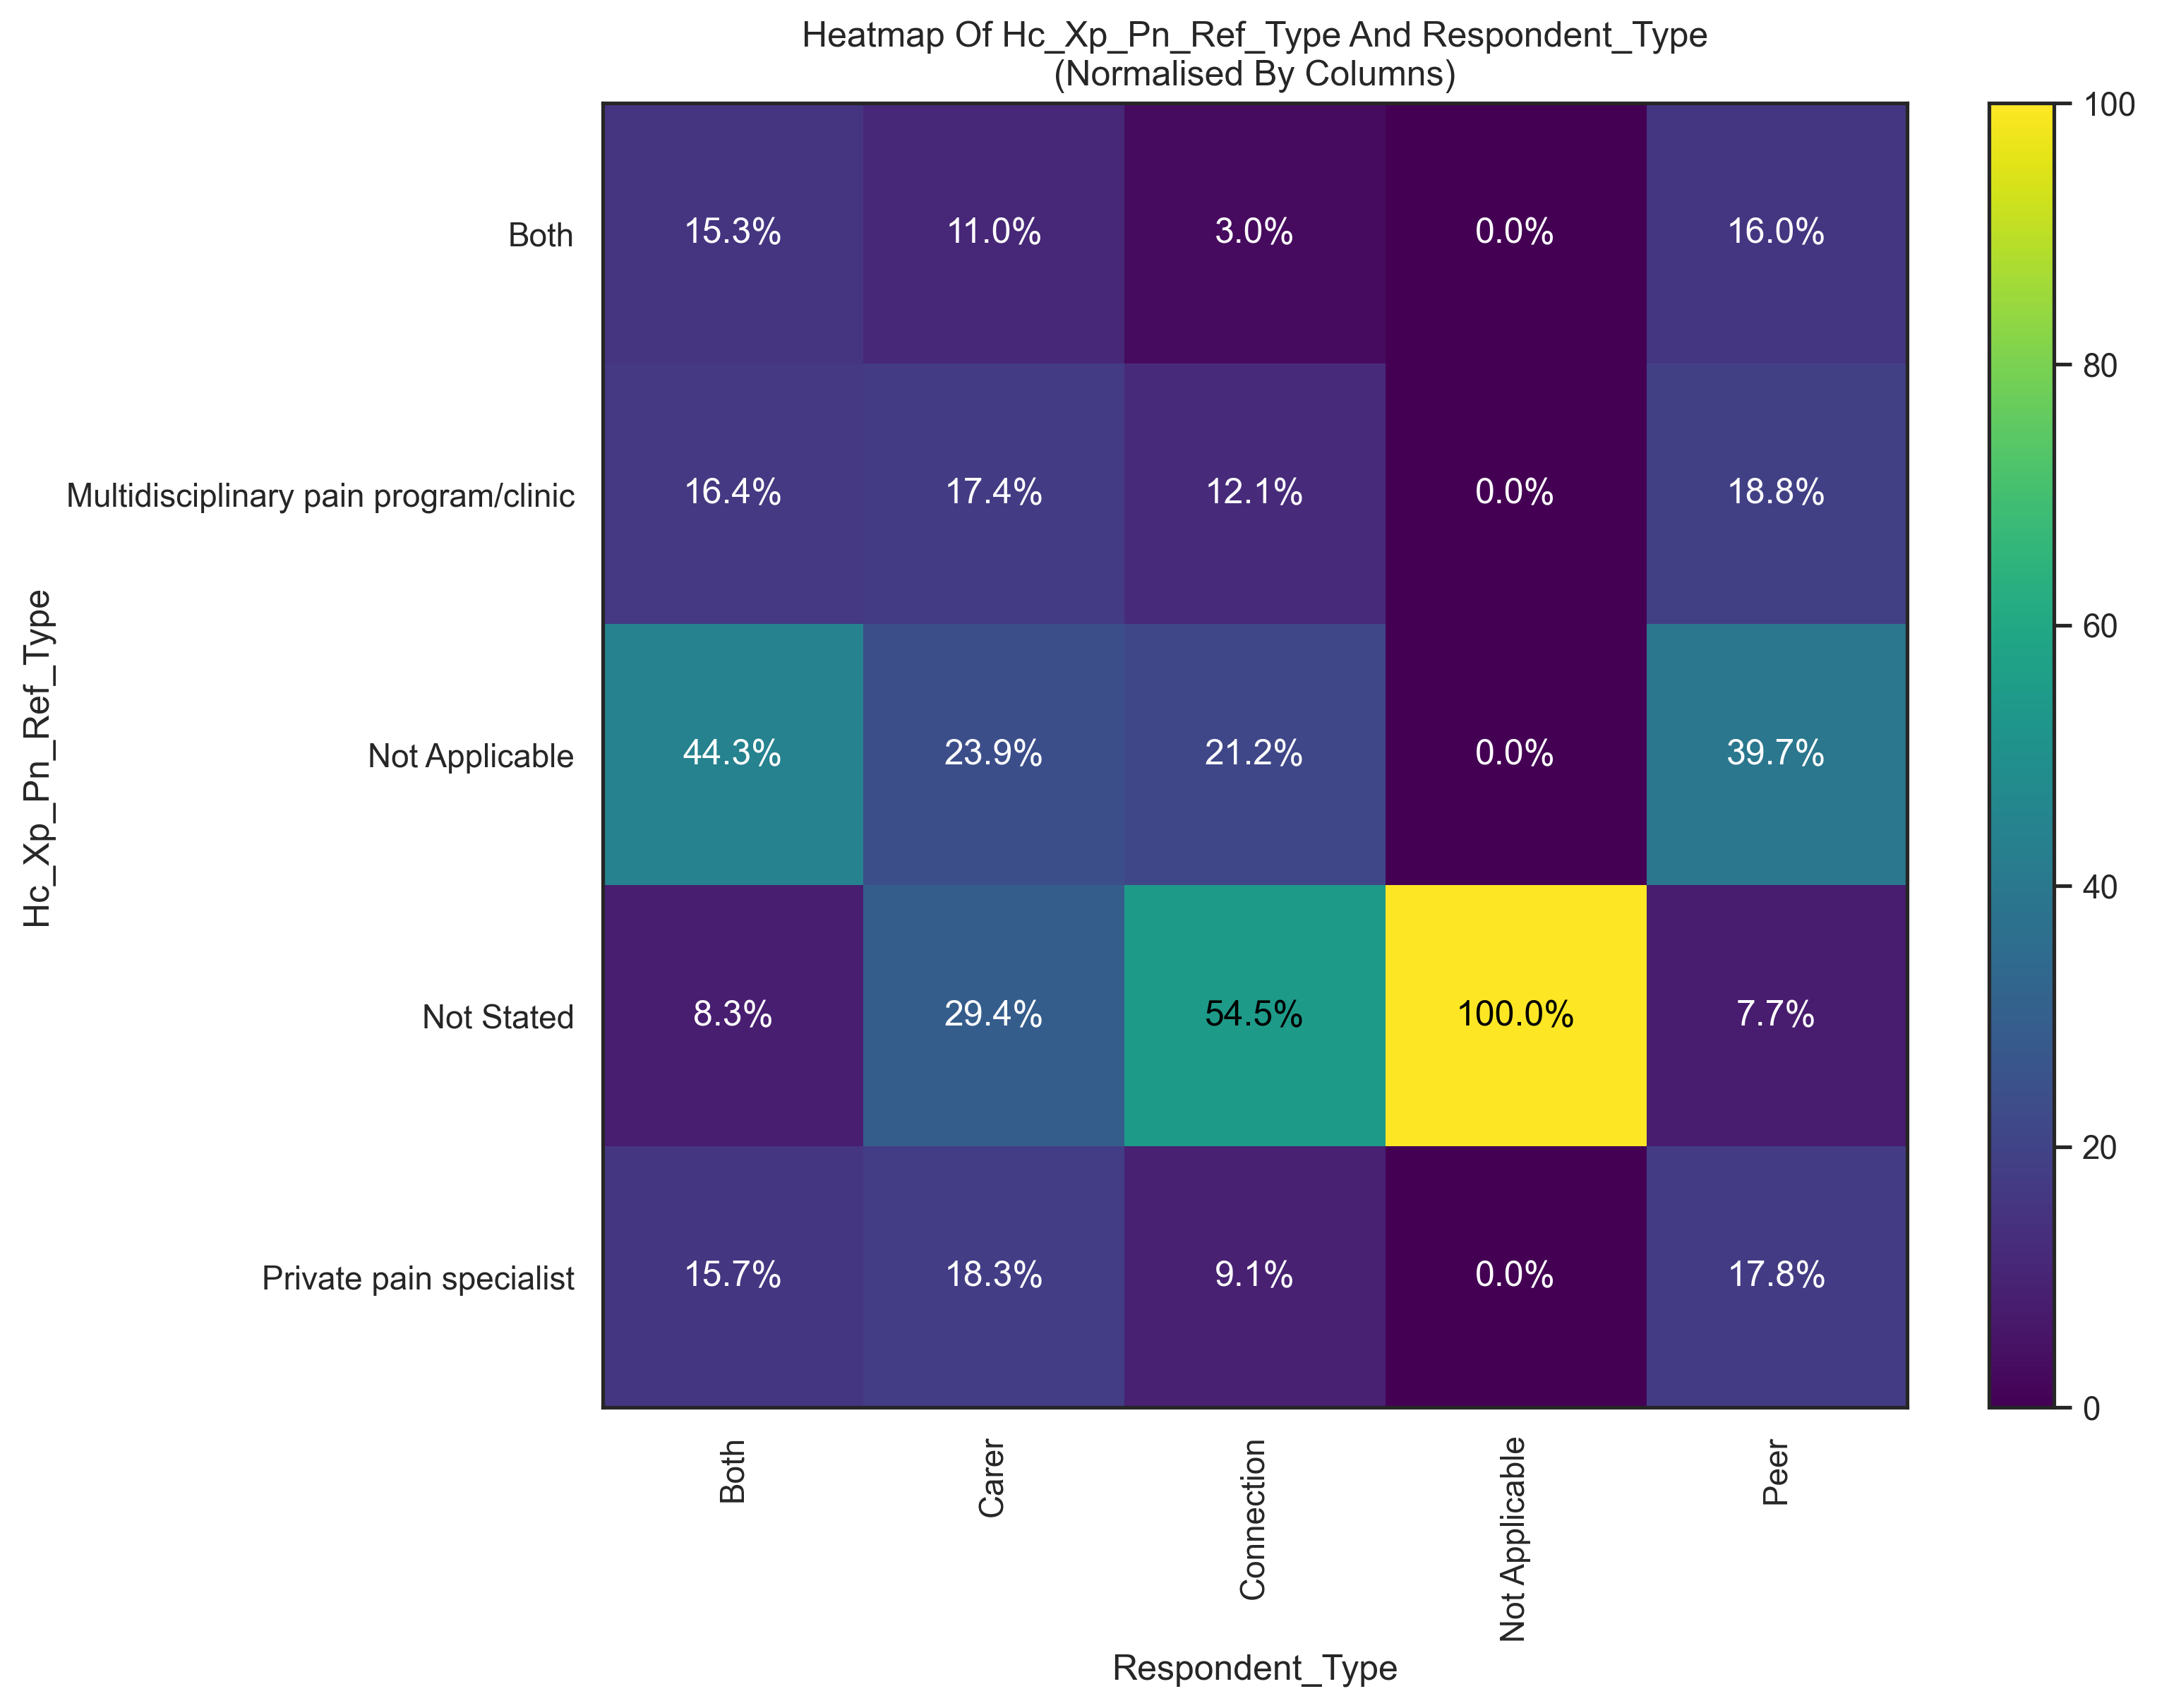 Heatmap Of Hc_Xp_Pn_Ref_Type And Respondent_Type
(Normalised By Columns)
Hc_Xp_Pn_Ref_Type
Both 15.3% 11.0% 3.0% 0.0% 16.0%
Multidisciplinary pain program/clinic 16.4% 17.4% 12.1% 0.0% 18.8%
Not Applicable 44.3% 23.9% 21.2% 0.0% 39.7%
Not Stated 8.3% 29.4% 54.5% 100.0% 7.7%
Private pain specialist 15.7% 18.3% 9.1% 0.0% 17.8%
Both
Carer
Connection
Not Applicable
Peer
Respondent_Type
100
80
60
40
20
0